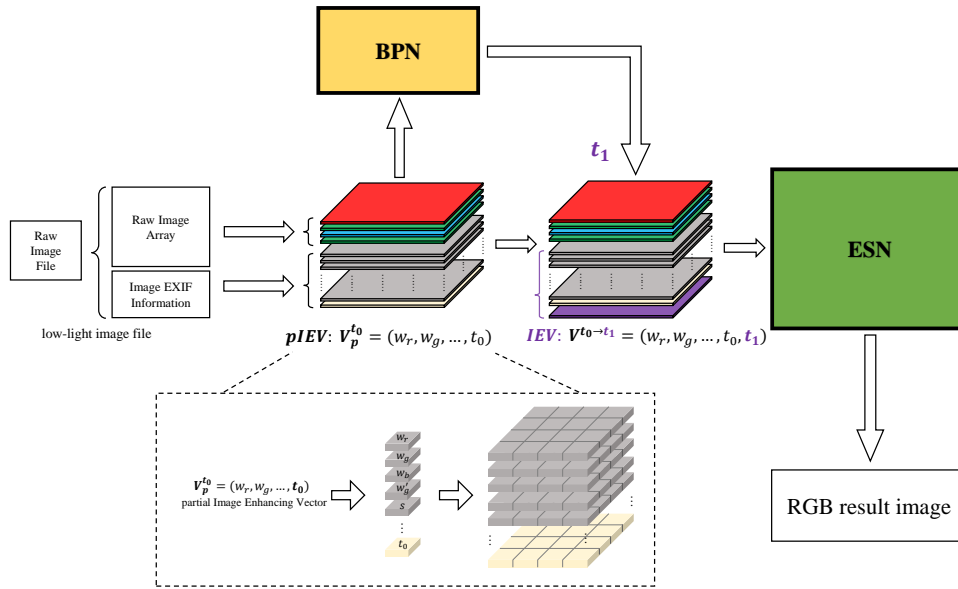 BPN
t₁
Raw Image File
Raw Image Array
Image EXIF Information
low-light image file
ESN
pIEV: V_p^{t₀} = (w_r, w_g, ..., t₀)
IEV: V^{t₀→t₁} = (w_r, w_g, ..., t₀, t₁)
V_p^{t₀} = (w_r, w_g, ..., t₀)
partial Image Enhancing Vector
w_r
w_g
w_b
w_g'
s
⋮
t₀
RGB result image